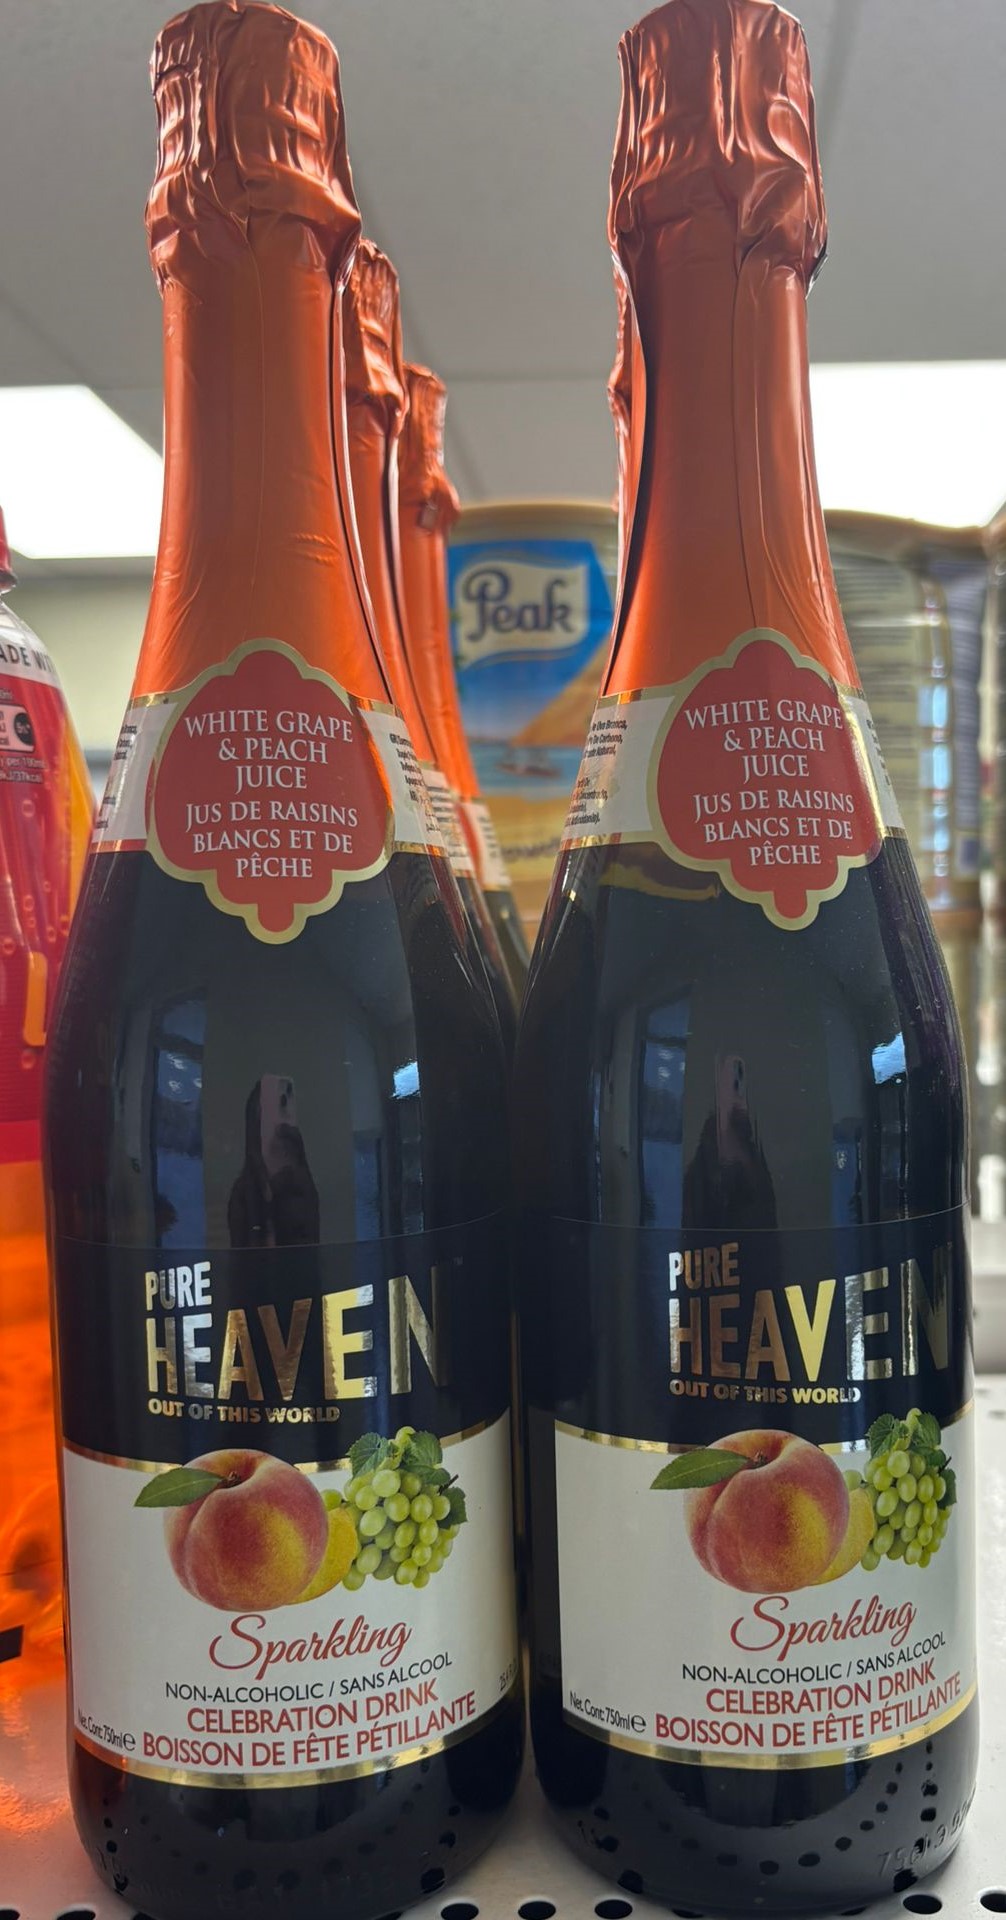 Peak
ADE WI
WHITE GRAPE
& PEACH
JUICE
JUS DE RAISINS
BLANCS ET DE
PÊCHE
PURE
HEAVEN
OUT OF THIS WORLD
Sparkling
NON-ALCOHOLIC / SANS ALCOOL
CELEBRATION DRINK
BOISSON DE FÊTE PÉTILLANTE
Net. Cont: 750ml e
WHITE GRAPE
& PEACH
JUICE
JUS DE RAISINS
BLANCS ET DE
PÊCHE
PURE
HEAVEN
OUT OF THIS WORLD
Sparkling
NON-ALCOHOLIC / SANS ALCOOL
CELEBRATION DRINK
BOISSON DE FÊTE PÉTILLANTE
Net. Cont: 750ml e